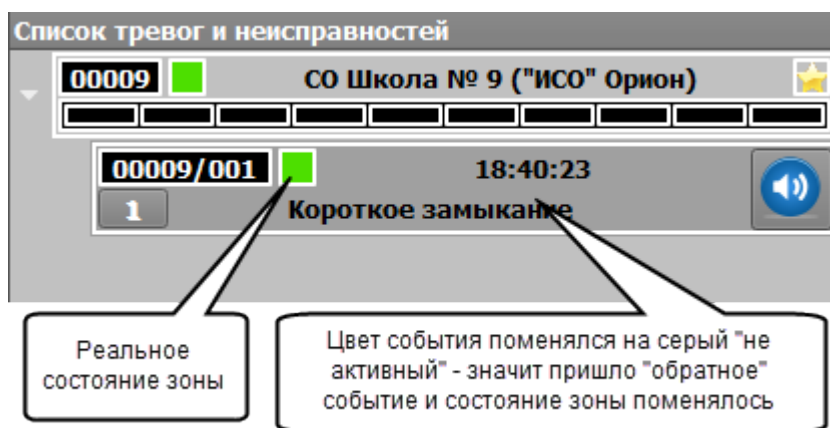 Список тревог и неисправностей
00009 СО Школа № 9 ("ИСО" Орион)
00009/001 18:40:23
1 Короткое замыкание
Реальное
состояние зоны
Цвет события поменялся на серый "не
активный" - значит пришло "обратное"
событие и состояние зоны поменялось